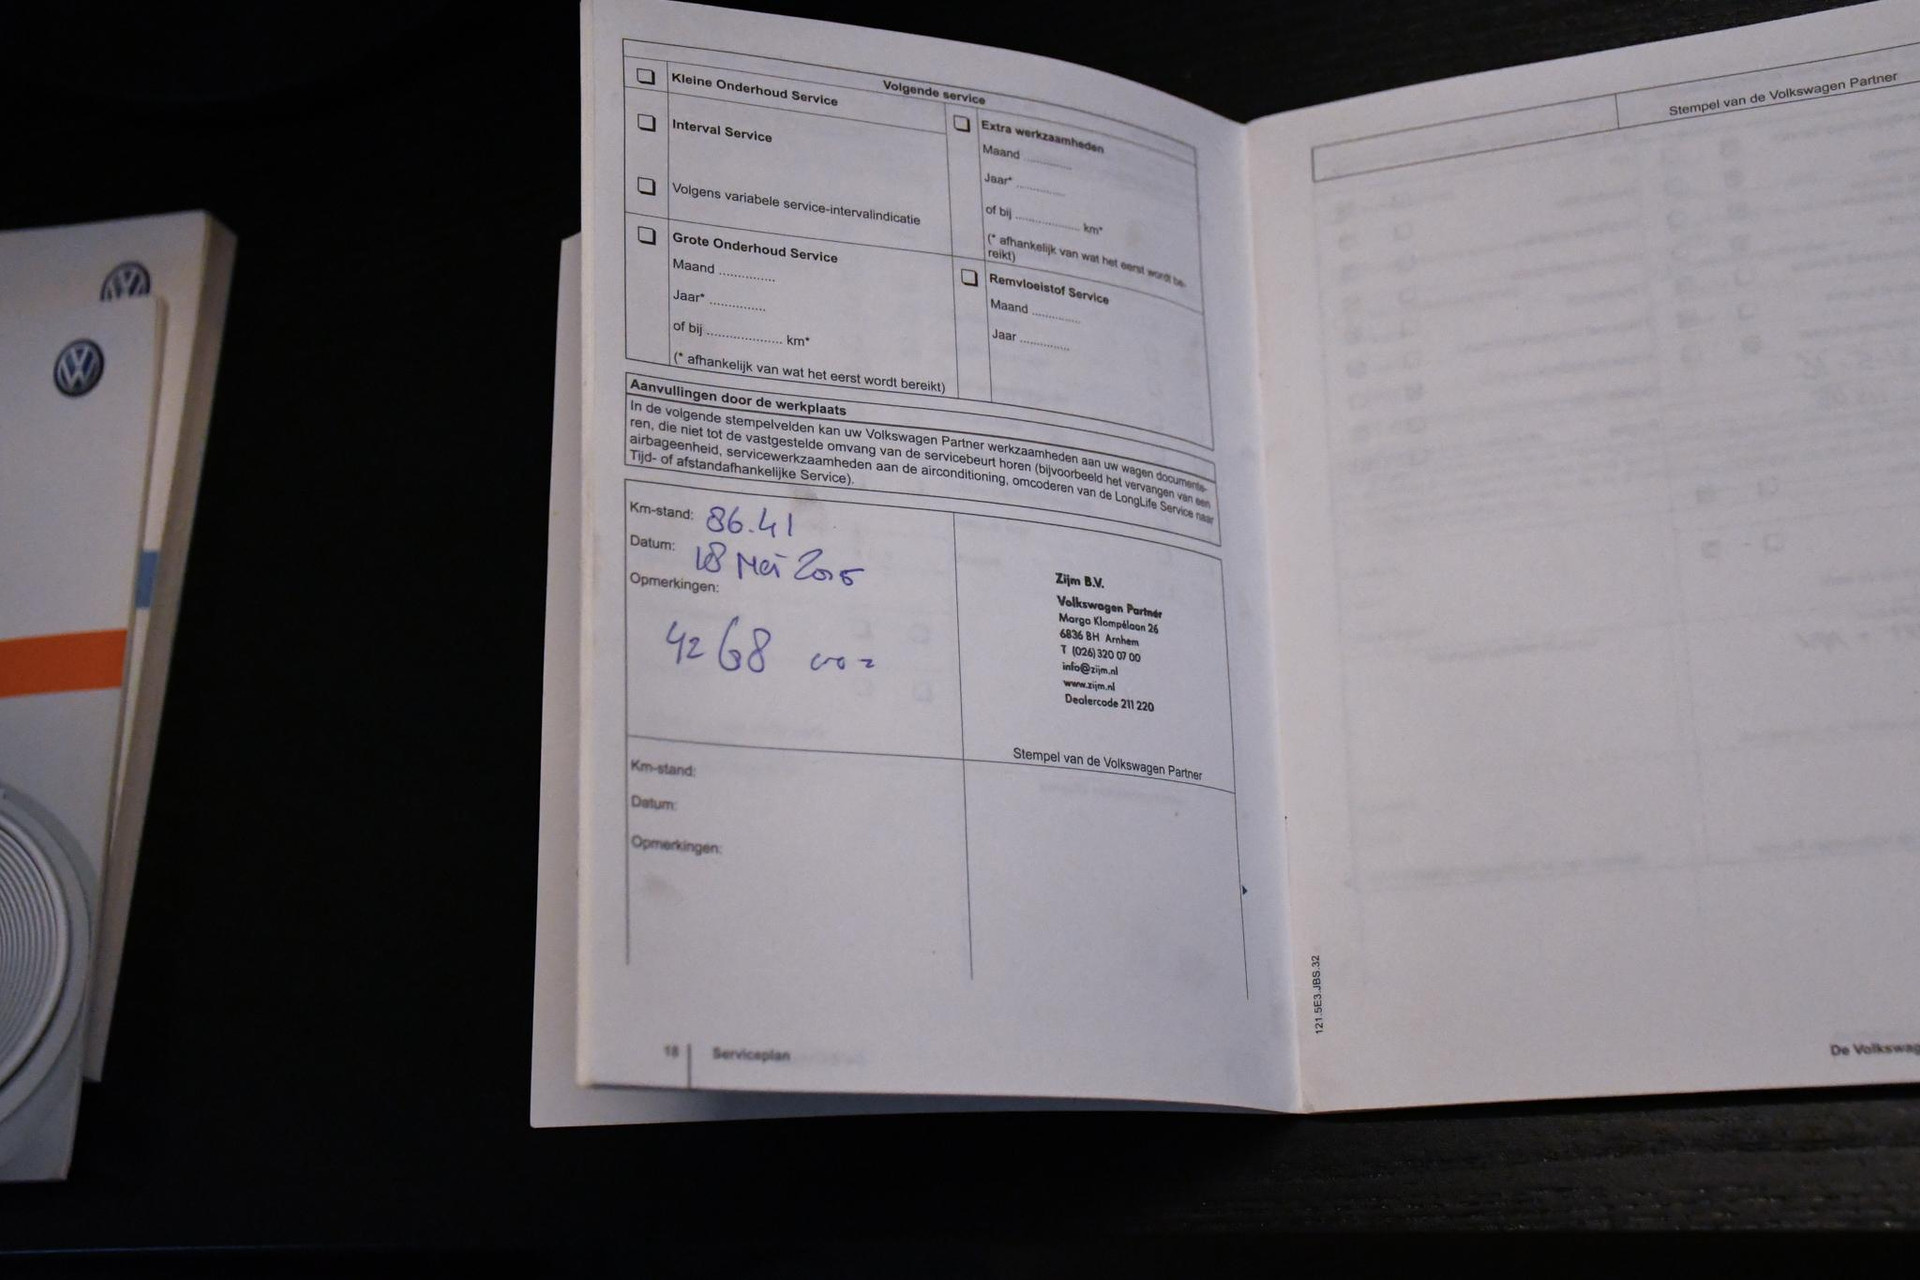 Volgende service
Kleine Onderhoud Service
Interval Service
Volgens variabele service-intervalindicatie
Grote Onderhoud Service
Maand ..............
Jaar* ..............
of bij ................... km*
(* afhankelijk van wat het eerst wordt bereikt)
Extra werkzaamheden
Maand ............
Jaar* ............
of bij ................ km*
(* afhankelijk van wat het eerst wordt be-
reikt)
Remvloeistof Service
Maand ............
Jaar ............
Aanvullingen door de werkplaats
In de volgende stempelvelden kan uw Volkswagen Partner werkzaamheden aan uw wagen documente-
ren, die niet tot de vastgestelde omvang van de servicebeurt horen (bijvoorbeeld het vervangen van een
airbageenheid, servicewerkzaamheden aan de airconditioning, omcoderen van de LongLife Service naar
Tijd- of afstandafhankelijke Service).
Km-stand: 86.41
Datum: 18 Mei
Opmerkingen:
4268
Zijm B.V.
Volkswagen Partner
Marga Klompélaan 26
6836 BH Arnhem
T (026) 320 07 00
info@zijm.nl
www.zijm.nl
Dealercode 211 220
Stempel van de Volkswagen Partner
Km-stand:
Datum:
Opmerkingen:
18 Serviceplan
Stempel van de Volkswagen Partner
121.5E3.JBS.32
De Volkswag